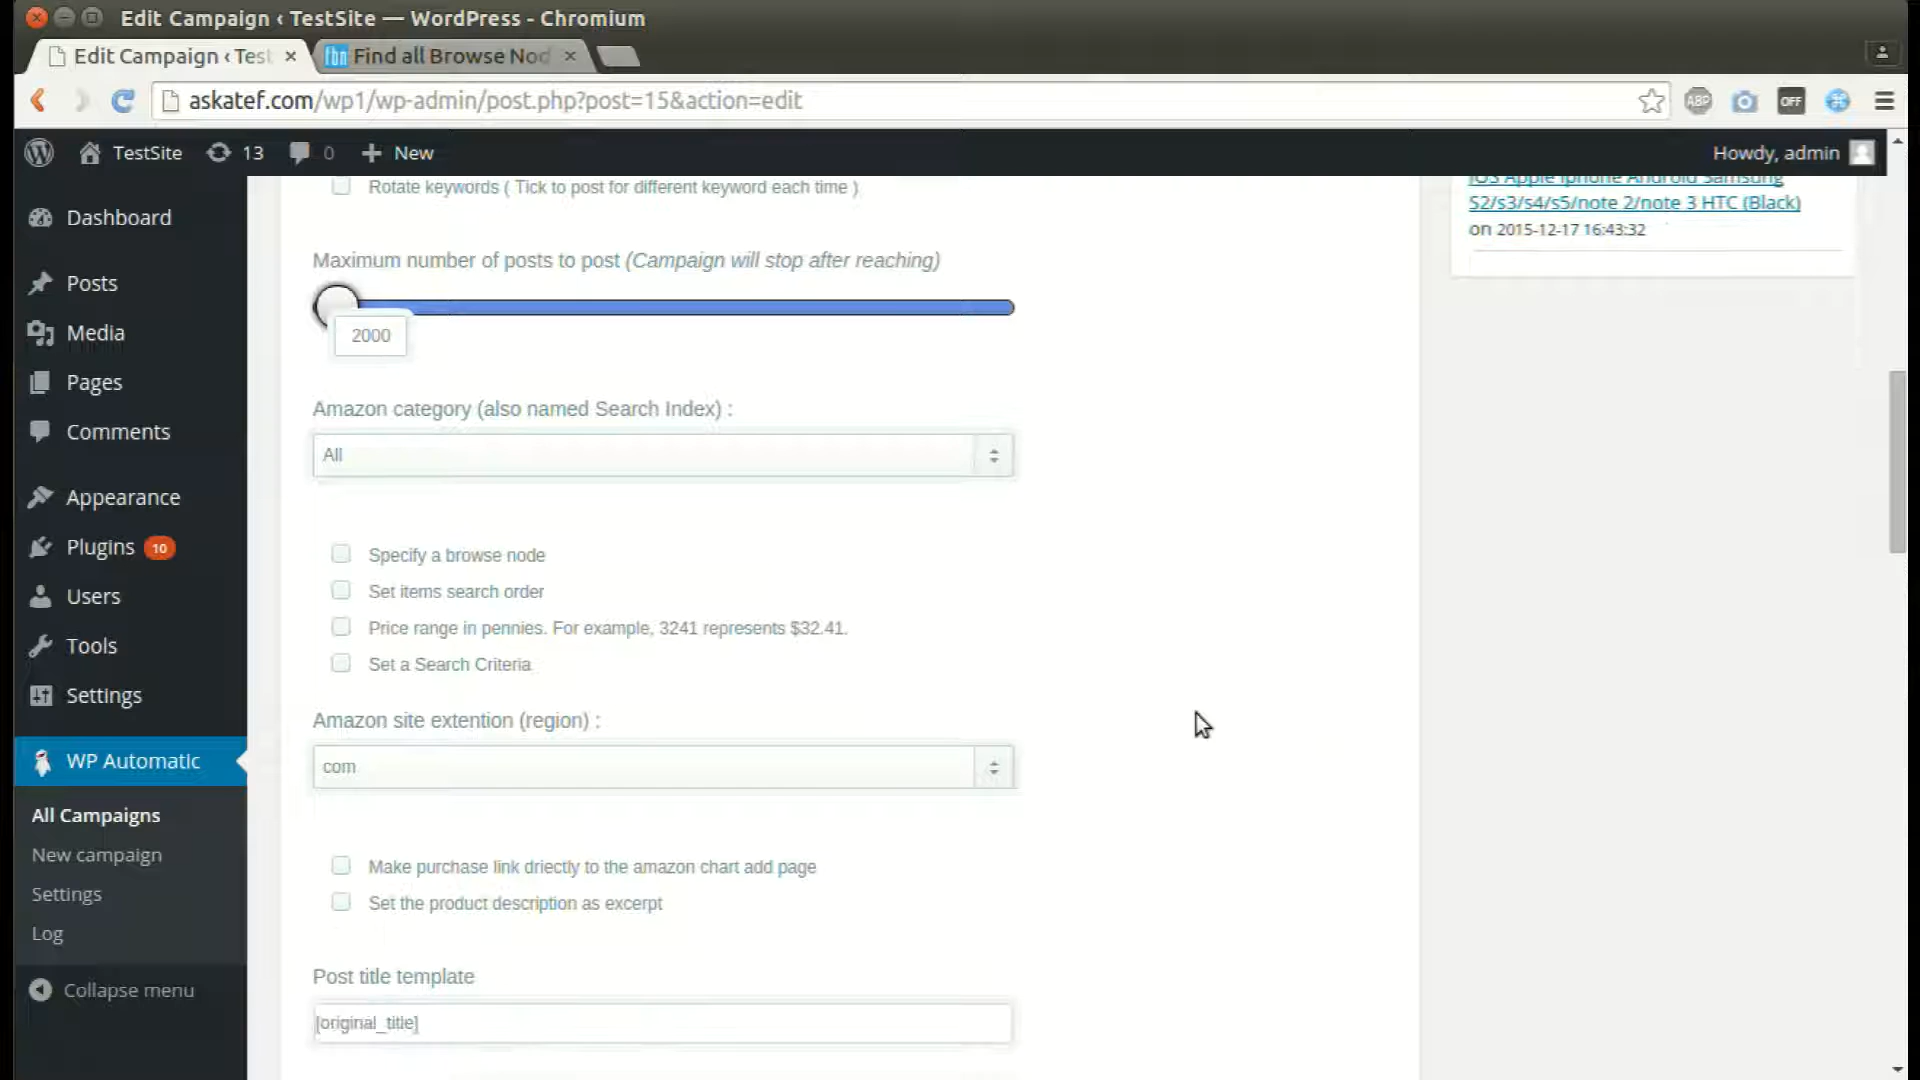 Edit Campaign ‹ TestSite — WordPress - Chromium
Edit Campaign ‹ Test
fbn Find all Browse Nod
askatef.com/wp1/wp-admin/post.php?post=15&action=edit
ABP
OFF
TestSite 13 0 New
Howdy, admin
Dashboard
Posts
Media
Pages
Comments
Appearance
Plugins 10
Users
Tools
Settings
WP Automatic
All Campaigns
New campaign
Settings
Log
Collapse menu
Rotate keywords ( Tick to post for different keyword each time )
Maximum number of posts to post (Campaign will stop after reaching)
2000
Amazon category (also named Search Index) :
All
Specify a browse node
Set items search order
Price range in pennies. For example, 3241 represents $32.41.
Set a Search Criteria
Amazon site extention (region) :
com
Make purchase link driectly to the amazon chart add page
Set the product description as excerpt
Post title template
[original_title]
iOS Apple Iphone Android Samsung
S2/s3/s4/s5/note 2/note 3 HTC (Black)
on 2015-12-17 16:43:32